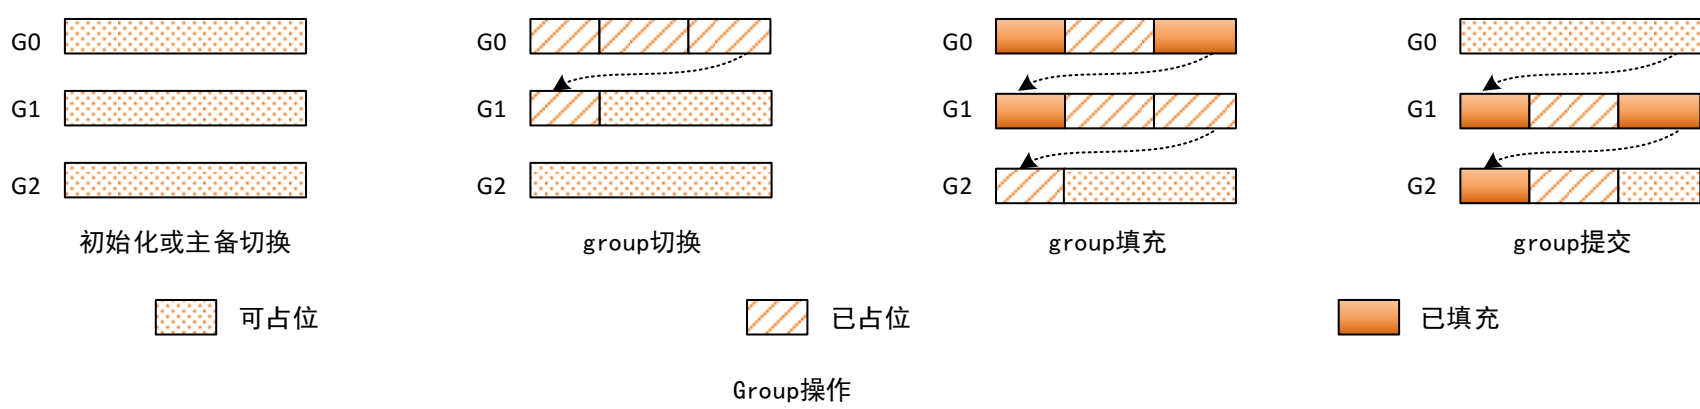 G0
G1
G2
初始化或主备切换
G0
G1
G2
group切换
G0
G1
G2
group填充
G0
G1
G2
group提交
可占位
已占位
已填充
Group操作